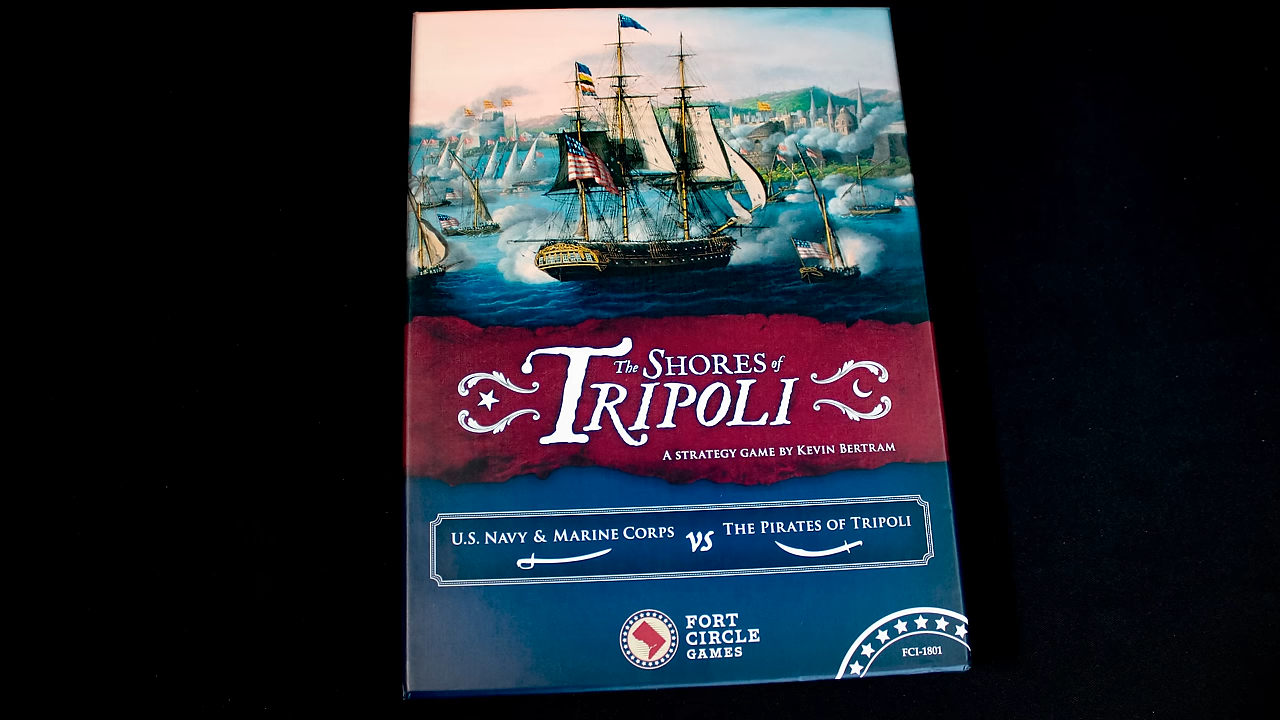 The SHORES of
TRIPOLI
A STRATEGY GAME BY KEVIN BERTRAM
U.S. NAVY & MARINE CORPS VS THE PIRATES OF TRIPOLI
FORT
CIRCLE
GAMES
FCI-1801